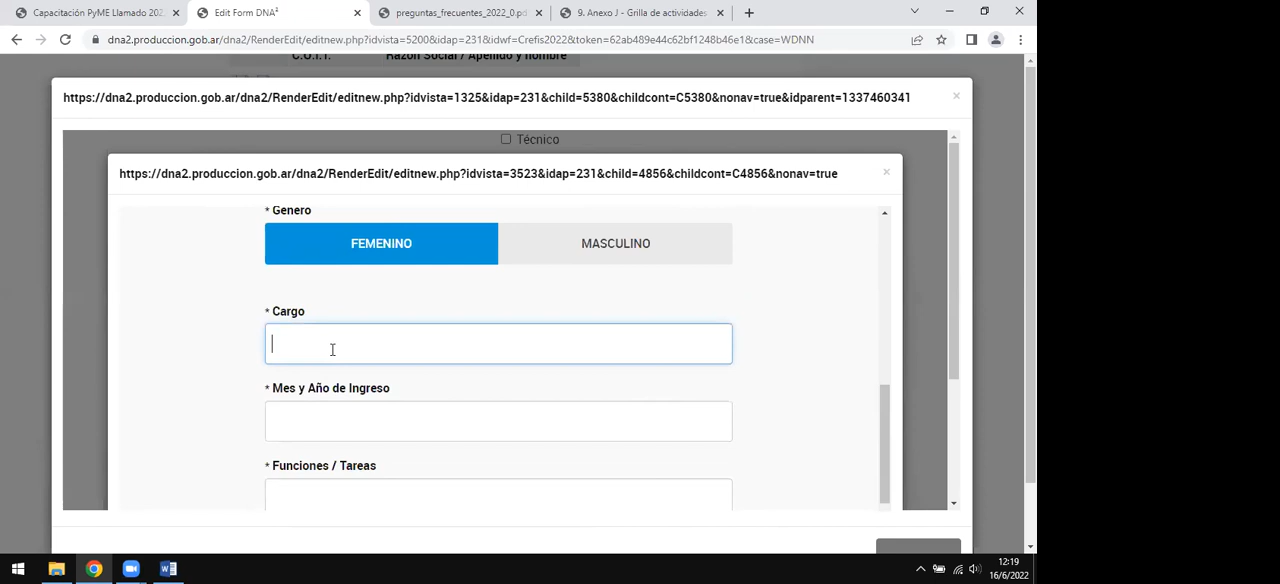 Capacitación PyME Llamado 202
Edit Form DNA²
preguntas_frecuentes_2022_0.pd
9. Anexo J - Grilla de actividades
dna2.produccion.gob.ar/dna2/RenderEdit/editnew.php?idvista=5200&idap=231&idwf=Crefis2022&token=62ab489e44c62bf1248b46e1&case=WDNN
C.U.I.T.
Razón Social / Apellido y nombre
https://dna2.produccion.gob.ar/dna2/RenderEdit/editnew.php?idvista=1325&idap=231&child=5380&childcont=C5380&nonav=true&idparent=1337460341
Técnico
https://dna2.produccion.gob.ar/dna2/RenderEdit/editnew.php?idvista=3523&idap=231&child=4856&childcont=C4856&nonav=true
* Genero
FEMENINO
MASCULINO
* Cargo
* Mes y Año de Ingreso
* Funciones / Tareas
12:19
16/6/2022